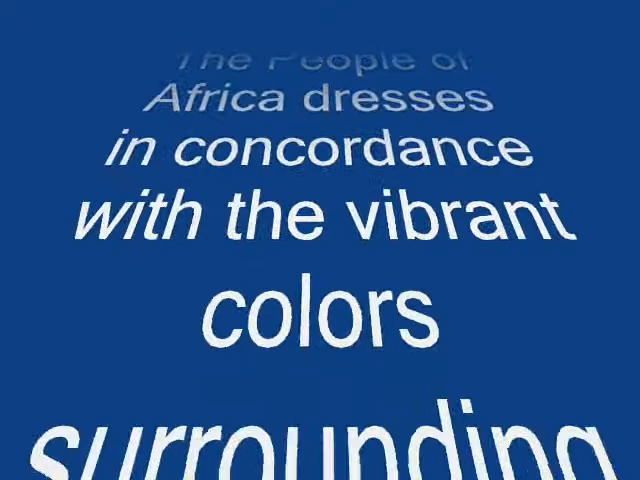 The People of
Africa dresses
in concordance
with the vibrant
colors
surrounding